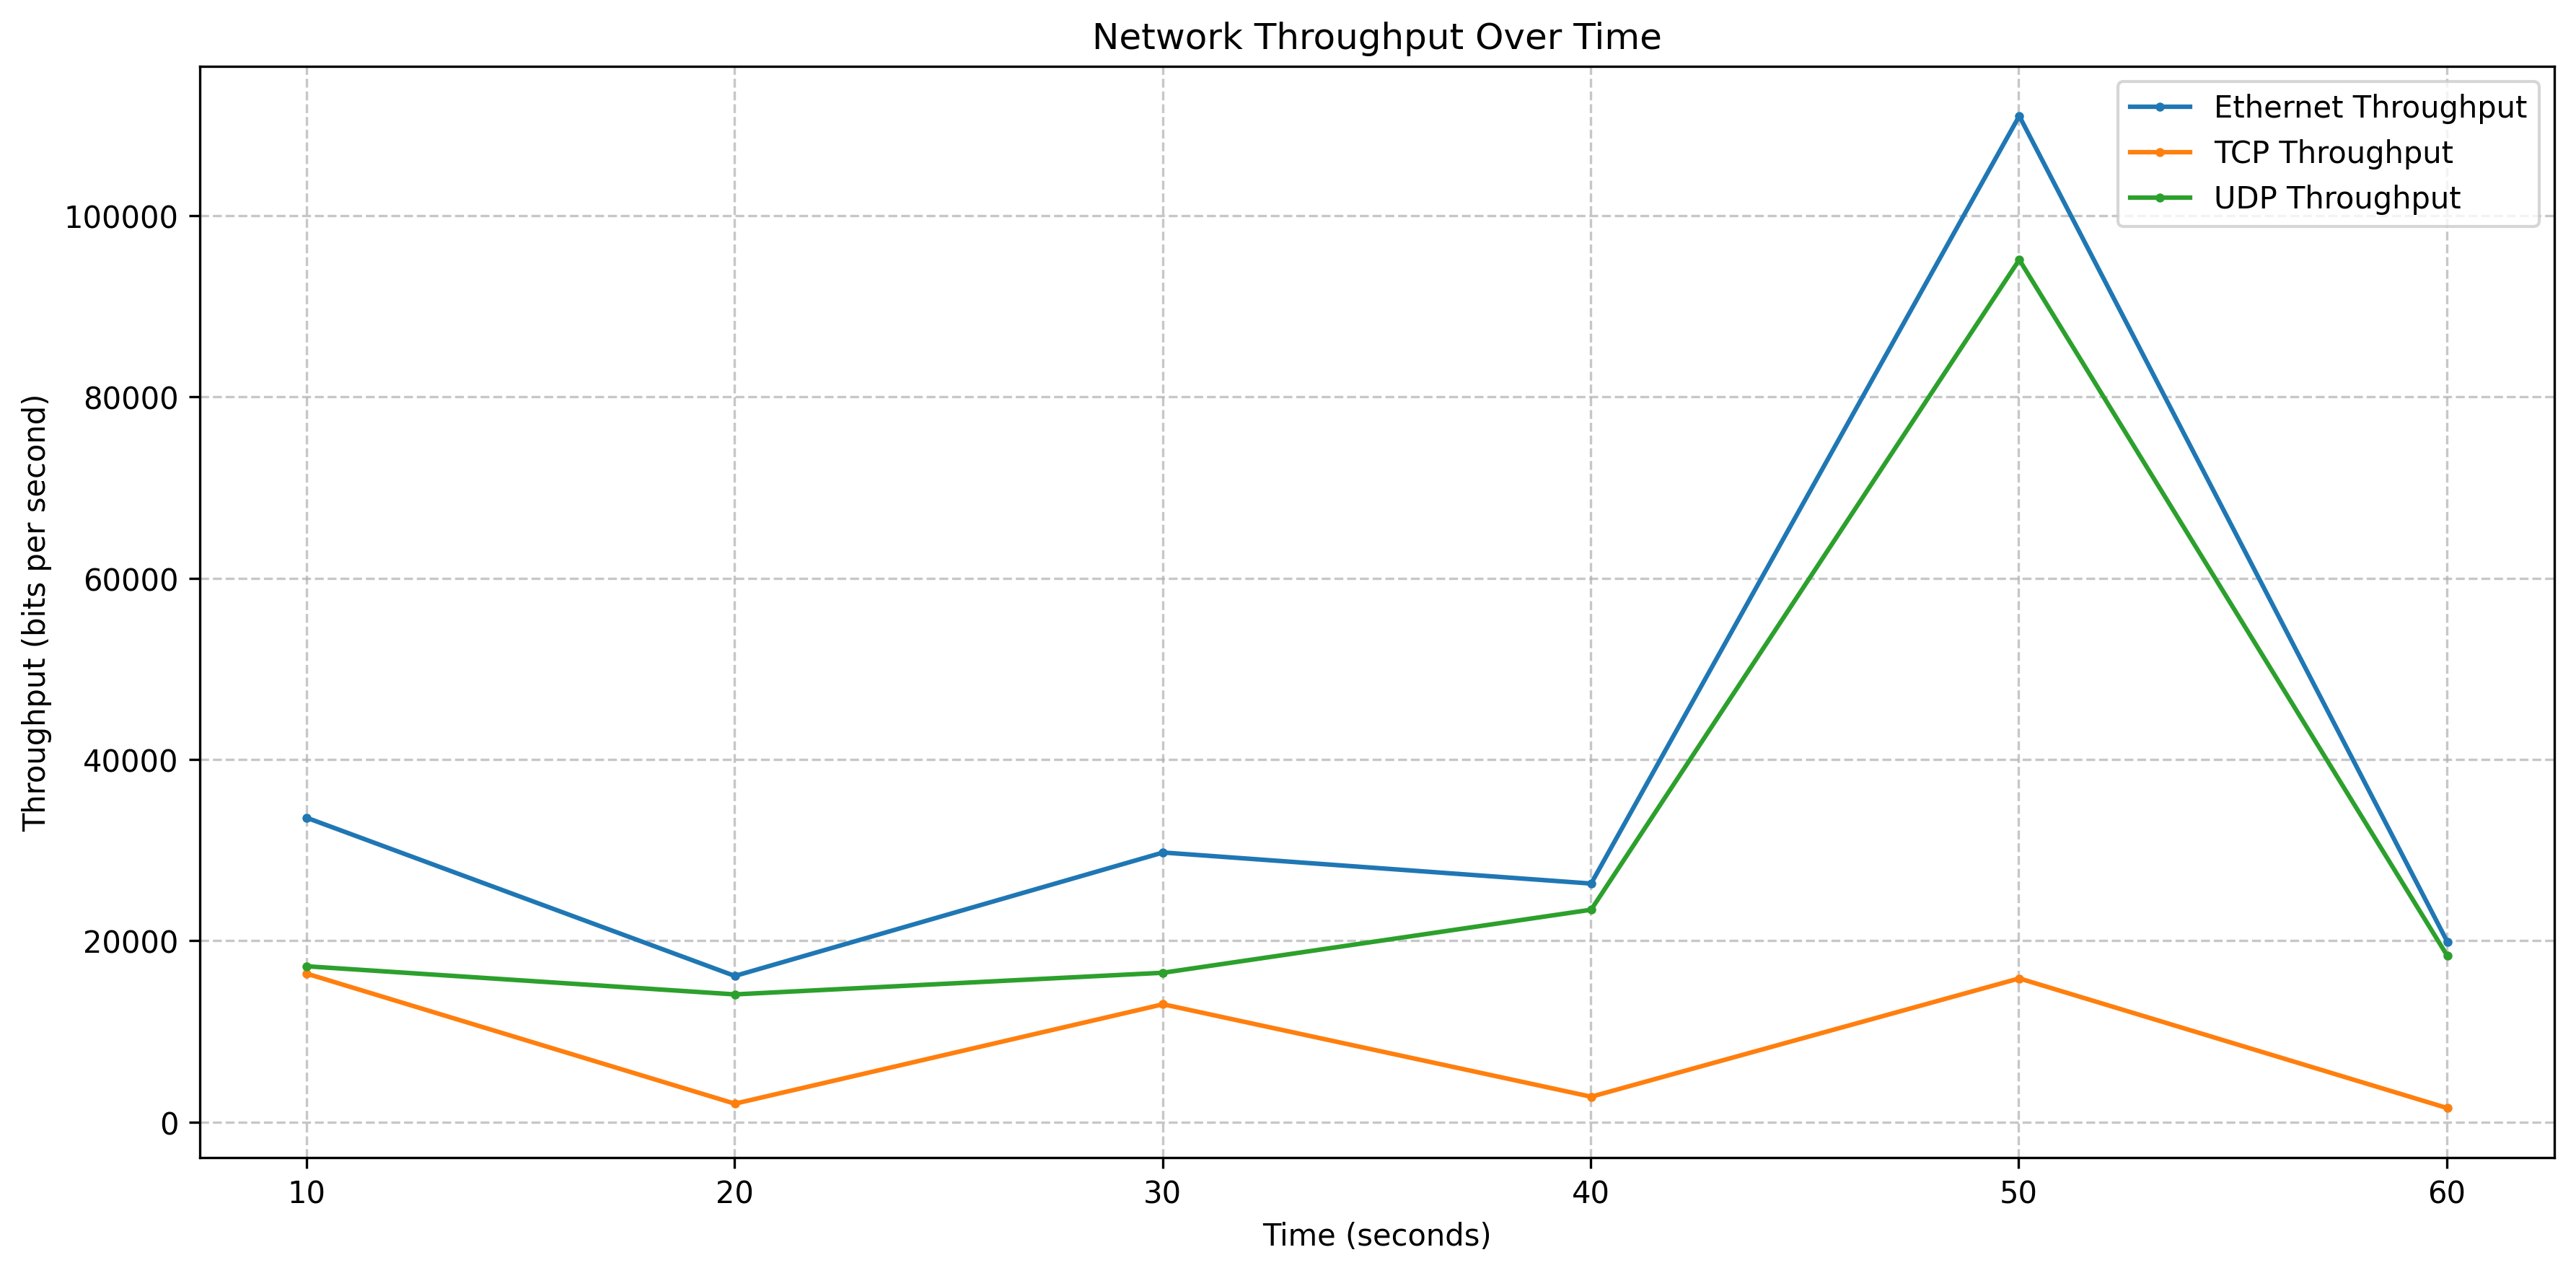 Network Throughput Over Time
Ethernet Throughput
TCP Throughput
UDP Throughput
Throughput (bits per second)
100000
80000
60000
40000
20000
0
10 20 30 40 50 60
Time (seconds)